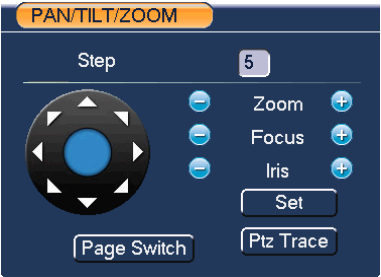 PAN/TILT/ZOOM
Step 5
Zoom
Focus
Iris
Set
Page Switch Ptz Trace